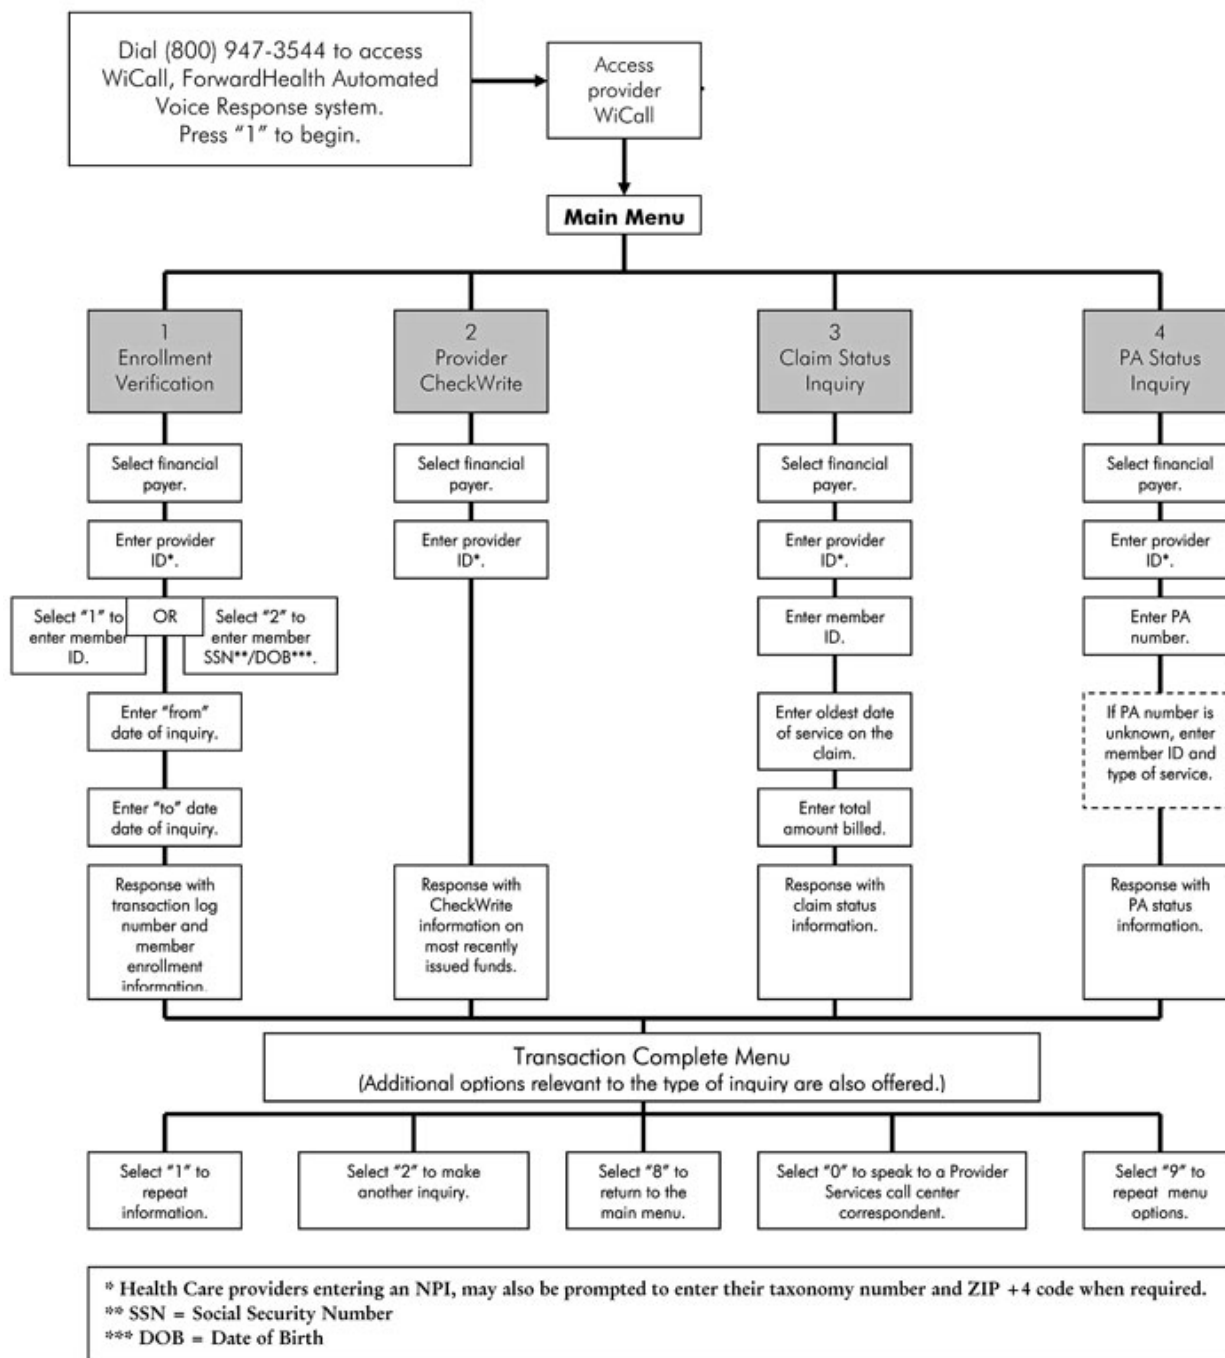 Dial (800) 947-3544 to access
WiCall, ForwardHealth Automated
Voice Response system.
Press “1” to begin.
Access
provider
WiCall
Main Menu
1
Enrollment
Verification
2
Provider
CheckWrite
3
Claim Status
Inquiry
4
PA Status
Inquiry
Select financial
payer.
Select financial
payer.
Select financial
payer.
Select financial
payer.
Enter provider
ID*.
Enter provider
ID*.
Enter provider
ID*.
Enter provider
ID*.
Select “1” to
enter member
ID.
OR
Select “2” to
enter member
SSN**/DOB***.
Enter member
ID.
Enter PA
number.
Enter “from”
date of inquiry.
Enter oldest date
of service on the
claim.
If PA number is
unknown, enter
member ID and
type of service.
Enter “to” date
date of inquiry.
Enter total
amount billed.
Response with
transaction log
number and
member
enrollment
information.
Response with
CheckWrite
information on
most recently
issued funds.
Response with
claim status
information.
Response with
PA status
information.
Transaction Complete Menu
(Additional options relevant to the type of inquiry are also offered.)
Select “1” to
repeat
information.
Select “2” to make
another inquiry.
Select “8” to
return to the
main menu.
Select “0” to speak to a Provider
Services call center
correspondent.
Select “9” to
repeat menu
options.
* Health Care providers entering an NPI, may also be prompted to enter their taxonomy number and ZIP +4 code when required.
** SSN = Social Security Number
*** DOB = Date of Birth